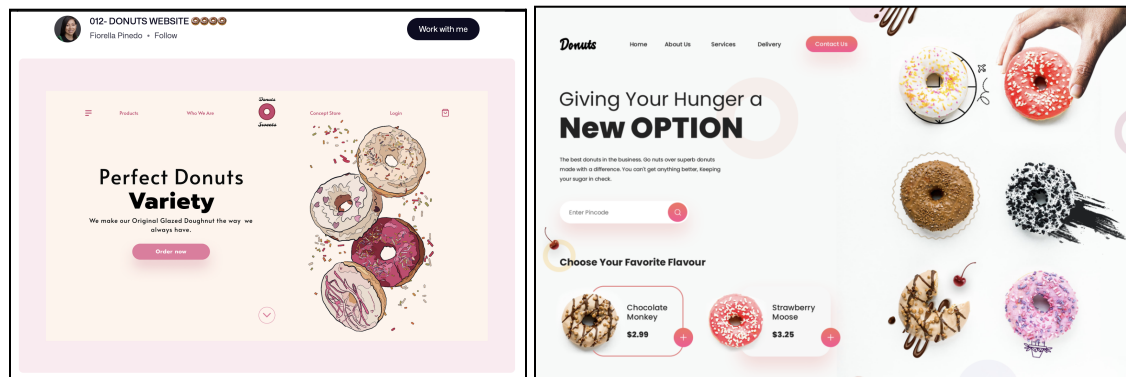 012- DONUTS WEBSITE 🍩🍩🍩🍩
Fiorella Pinedo • Follow
Work with me
Donuts
Sweets
Products
Who We Are
Concept Store
Login
Perfect Donuts
Variety
We make our Original Glazed Doughnut the way we
always have.
Order now
Donuts
Home
About Us
Services
Delivery
Contact Us
Giving Your Hunger a
New OPTION
The best donuts in the business. Go nuts over superb donuts
made with a difference. You can't get anything better, Keeping
your sugar in check.
Enter Pincode
Choose Your Favorite Flavour
Chocolate
Monkey
$2.99
Strawberry
Moose
$3.25